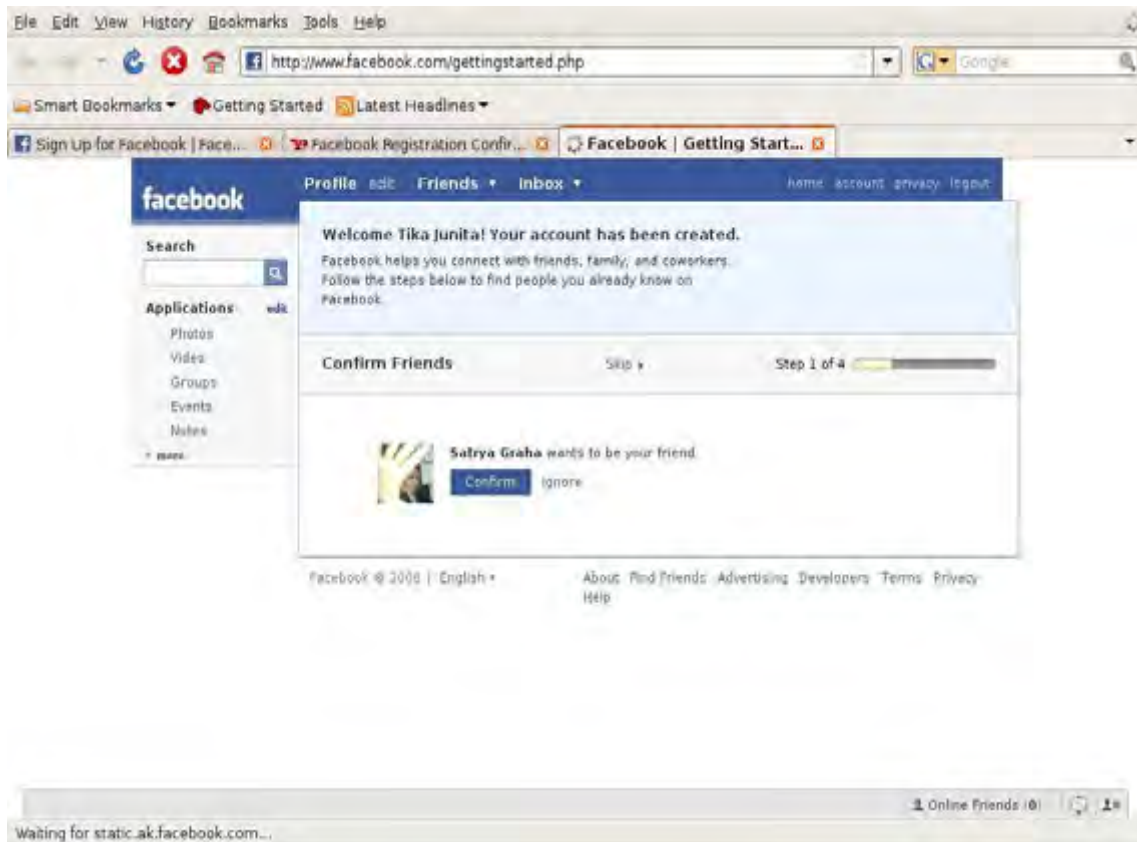 File Edit View History Bookmarks Tools Help
http://www.facebook.com/gettingstarted.php
Google
Smart Bookmarks Getting Started Latest Headlines
Sign Up for Facebook | Face... Facebook Registration Confir... Facebook | Getting Start...
facebook
Profile edit Friends Inbox home account privacy logout
Search
Applications edit
Photos
Video
Groups
Events
Notes
more
Welcome Tika Junita! Your account has been created.
Facebook helps you connect with friends, family, and coworkers.
Follow the steps below to find people you already know on
Facebook.
Confirm Friends Skip Step 1 of 4
Satrya Graha wants to be your friend.
Confirm Ignore
Facebook © 2008 | English
About Find Friends Advertising Developers Terms Privacy
Help
Online Friends (0)
Waiting for static.ak.facebook.com...